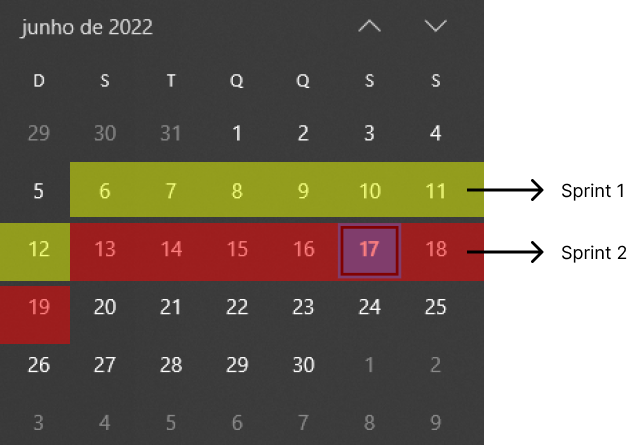 junho de 2022
D S T Q Q S S
29 30 31 1 2 3 4
5 6 7 8 9 10 11 Sprint 1
12 13 14 15 16 17 18 Sprint 2
19 20 21 22 23 24 25
26 27 28 29 30 1 2
3 4 5 6 7 8 9